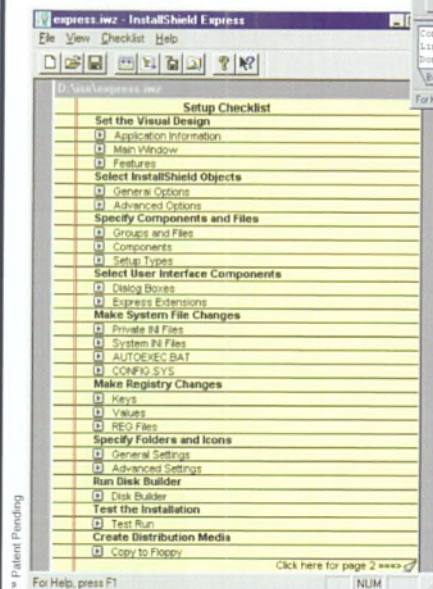 express.iwz - InstallShield Express
File View Checklist Help
D:\iss\express.iwz
Setup Checklist
Set the Visual Design
Application Information
Main Window
Features
Select InstallShield Objects
General Options
Advanced Options
Specify Components and Files
Groups and Files
Components
Setup Types
Select User Interface Components
Dialog Boxes
Express Extensions
Make System File Changes
Private INI Files
System INI Files
AUTOEXEC.BAT
CONFIG.SYS
Make Registry Changes
Keys
Values
REG Files
Specify Folders and Icons
General Settings
Advanced Settings
Run Disk Builder
Disk Builder
Test the Installation
Test Run
Create Distribution Media
Copy to Floppy
Click here for page 2 ===>
For Help, press F1
NUM
Patent Pending